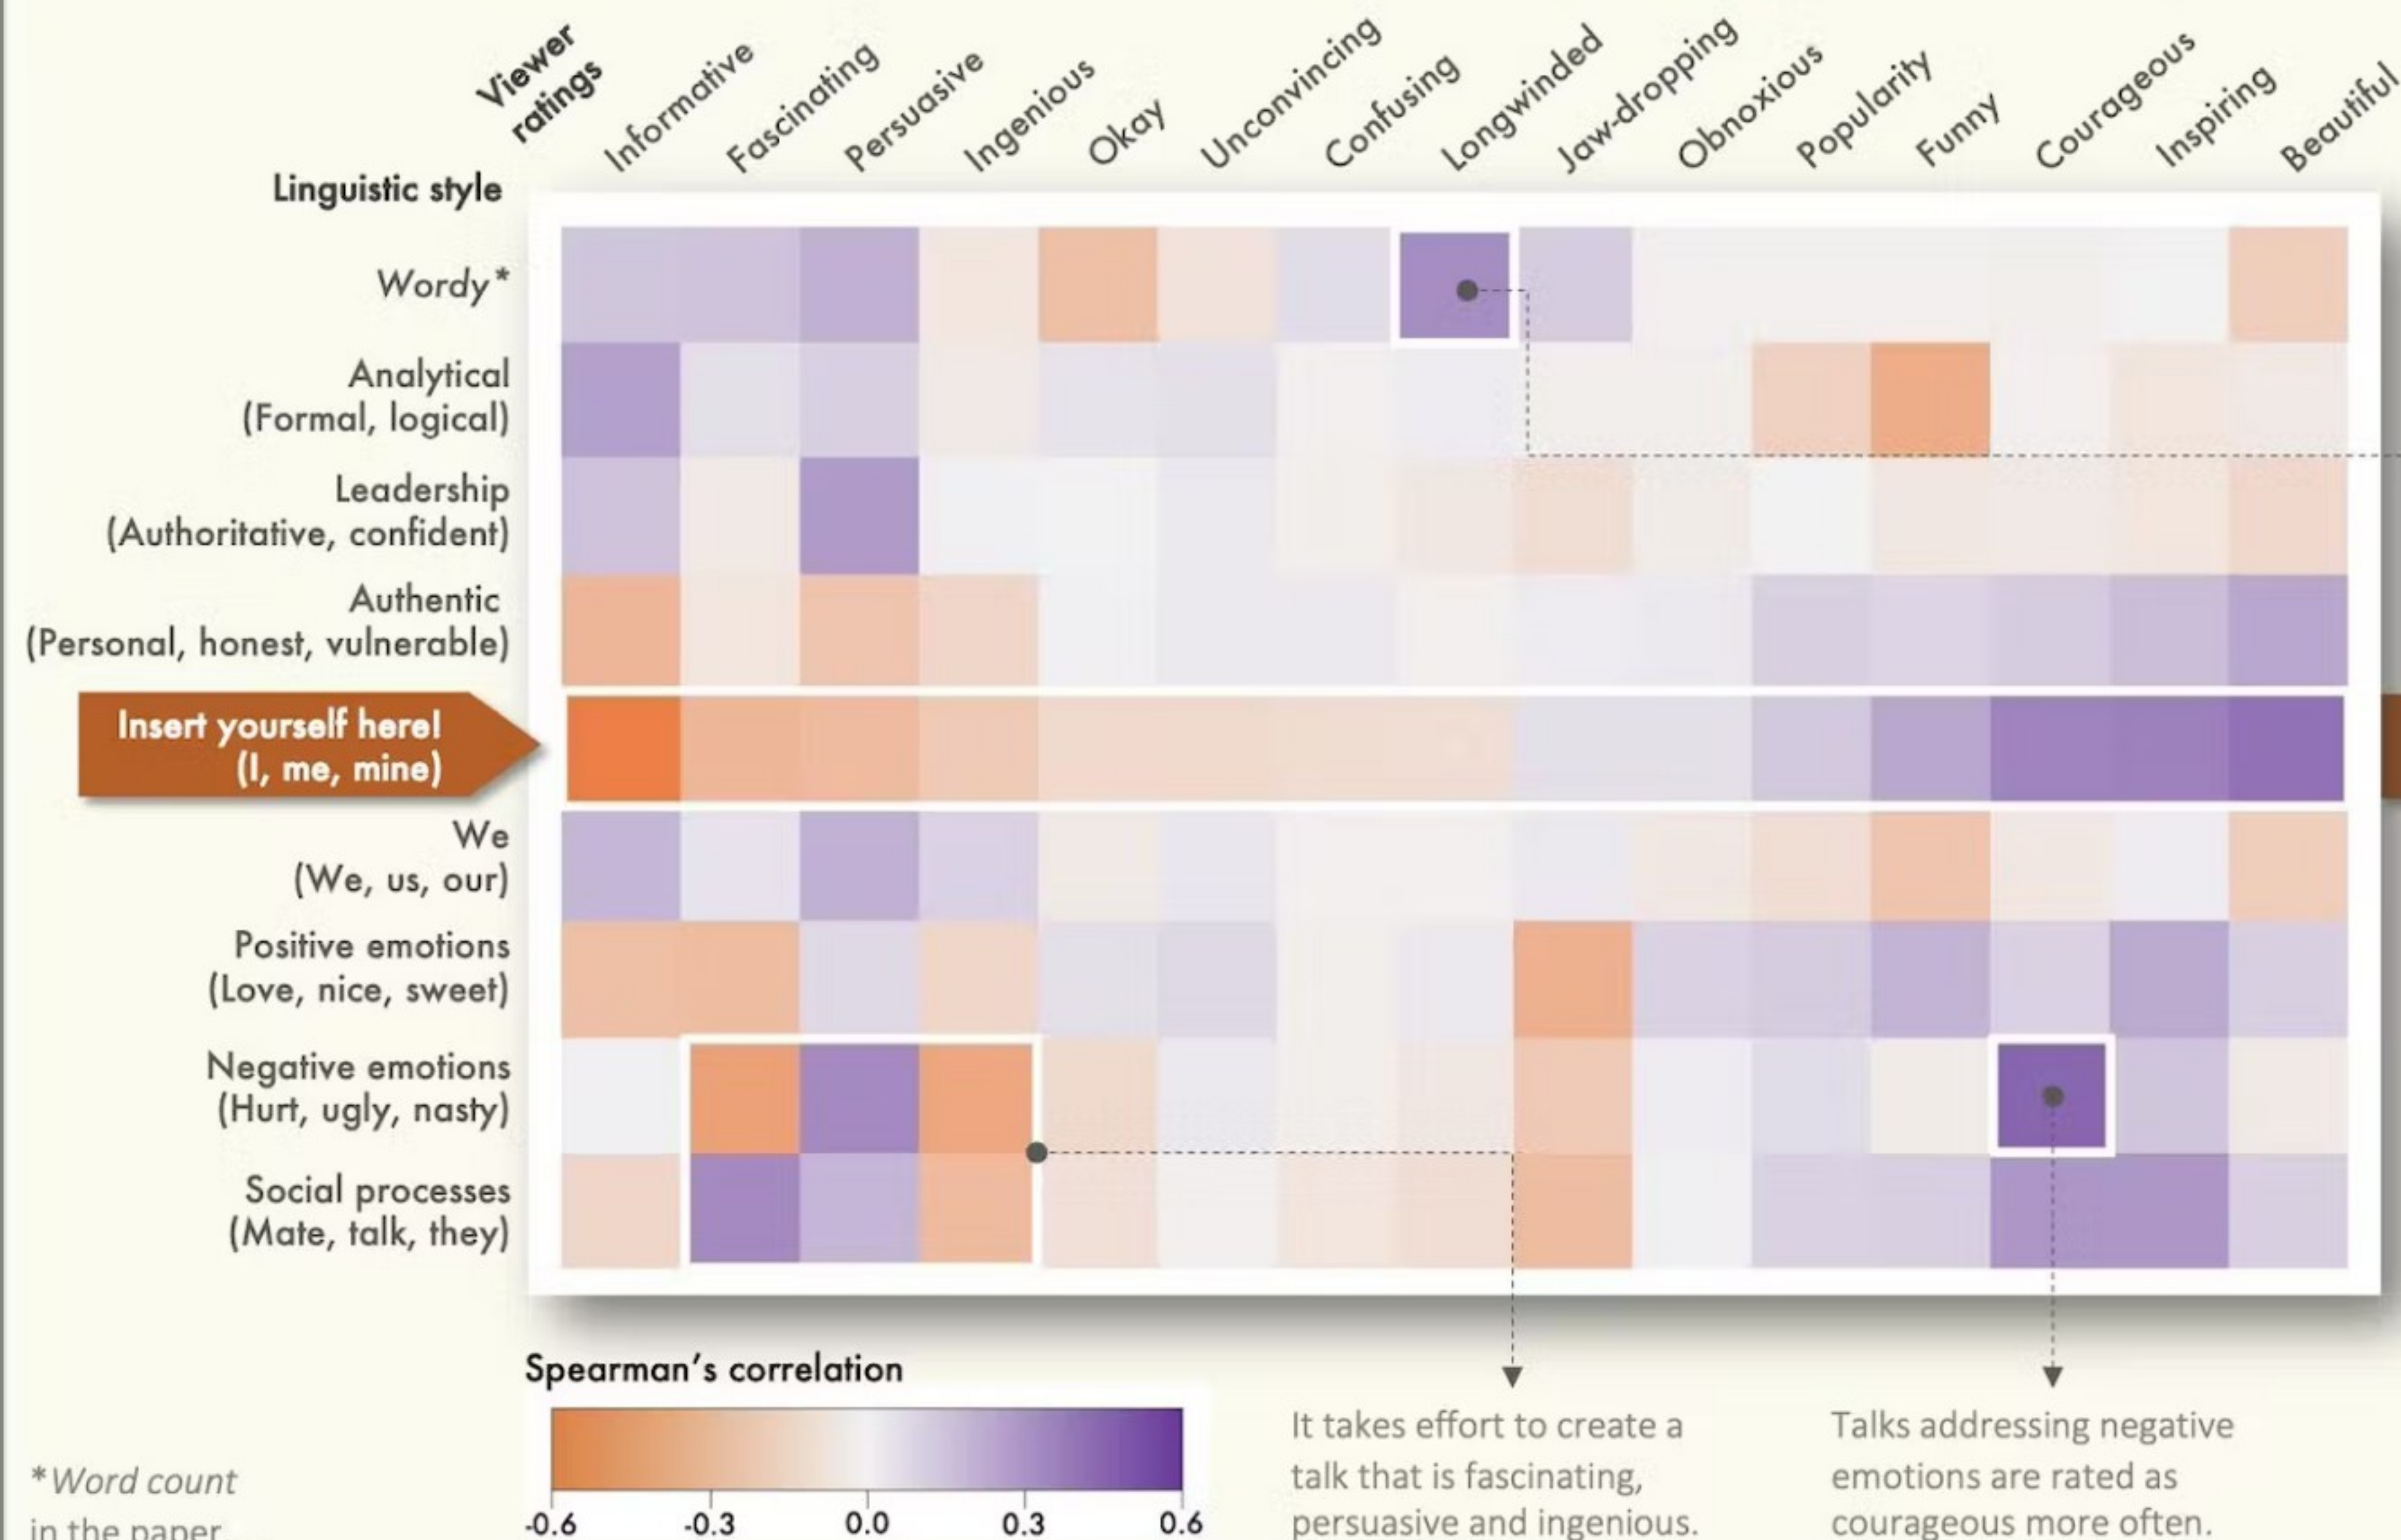 Viewer
ratings
Informative
Fascinating
Persuasive
Ingenious
Okay
Unconvincing
Confusing
Longwinded
Jaw-dropping
Obnoxious
Popularity
Funny
Courageous
Inspiring
Beautiful
Linguistic style
Wordy*
Analytical
(Formal, logical)
Leadership
(Authoritative, confident)
Authentic
(Personal, honest, vulnerable)
Insert yourself here!
(I, me, mine)
We
(We, us, our)
Positive emotions
(Love, nice, sweet)
Negative emotions
(Hurt, ugly, nasty)
Social processes
(Mate, talk, they)
Spearman’s correlation
-0.6 -0.3 0.0 0.3 0.6
*Word count
in the paper
It takes effort to create a
talk that is fascinating,
persuasive and ingenious.
Talks addressing negative
emotions are rated as
courageous more often.